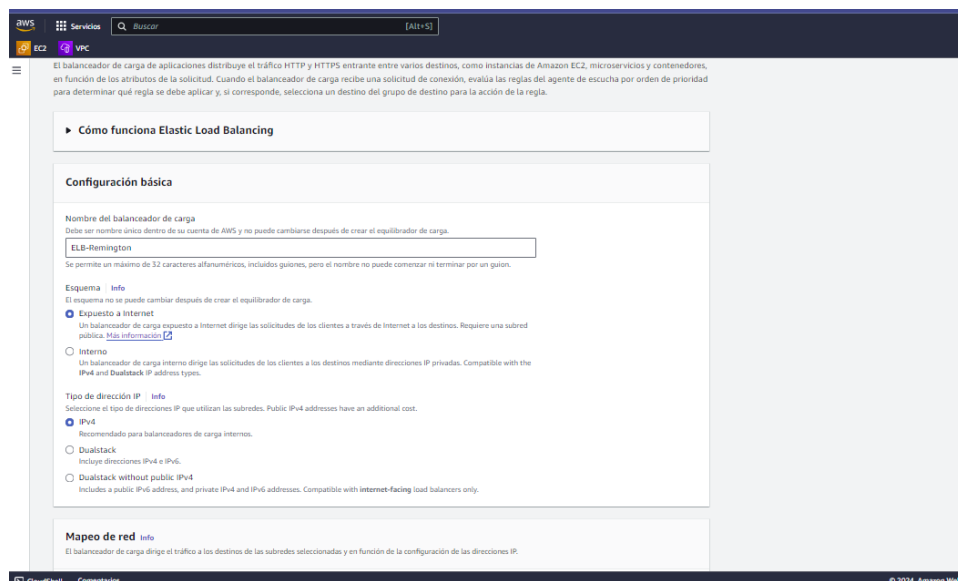 aws
Servicios
Buscar
[Alt+S]
EC2
VPC
El balanceador de carga de aplicaciones distribuye el tráfico HTTP y HTTPS entrante entre varios destinos, como instancias de Amazon EC2, microservicios y contenedores,
en función de los atributos de la solicitud. Cuando el balanceador de carga recibe una solicitud de conexión, evalúa las reglas del agente de escucha por orden de prioridad
para determinar qué regla se debe aplicar y, si corresponde, selecciona un destino del grupo de destino para la acción de la regla.
Cómo funciona Elastic Load Balancing
Configuración básica
Nombre del balanceador de carga
Debe ser nombre único dentro de su cuenta de AWS y no puede cambiarse después de crear el equilibrador de carga.
ELB-Remington
Se permite un máximo de 32 caracteres alfanuméricos, incluidos guiones, pero el nombre no puede comenzar ni terminar por un guion.
Esquema Info
El esquema no se puede cambiar después de crear el equilibrador de carga.
Expuesto a Internet
Un balanceador de carga expuesto a Internet dirige las solicitudes de los clientes a través de Internet a los destinos. Requiere una subred
pública. Más información
Interno
Un balanceador de carga interno dirige las solicitudes de los clientes a los destinos mediante direcciones IP privadas. Compatible with the
IPv4 and Dualstack IP address types.
Tipo de dirección IP Info
Seleccione el tipo de direcciones IP que utilizan las subredes. Public IPv4 addresses have an additional cost.
IPv4
Recomendado para balanceadores de carga internos.
Dualstack
Incluye direcciones IPv4 e IPv6.
Dualstack without public IPv4
Includes a public IPv6 address, and private IPv4 and IPv6 addresses. Compatible with internet-facing load balancers only.
Mapeo de red Info
El balanceador de carga dirige el tráfico a los destinos de las subredes seleccionadas y en función de la configuración de las direcciones IP.
CloudShell
Comentarios
© 2024, Amazon We